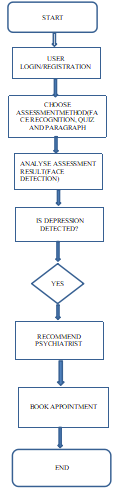 START
USER
LOGIN/REGISTRATION
CHOOSE
ASSESSMENTMETHOD(FA
CE RECOGNITION, QUIZ
AND PARAGRAPH
ANALYSE ASSESSMENT
RESULT(FACE
DETECTION)
IS DEPRESSION
DETECTED?
YES
RECOMMEND
PSYCHIATRIST
BOOK APPOINTMENT
END